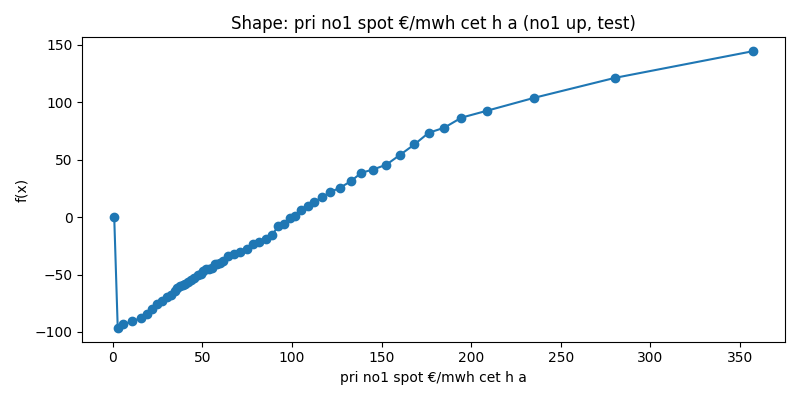 Shape: pri no1 spot €/mwh cet h a (no1 up, test)
150
100
50
0
−50
−100
f(x)
0 50 100 150 200 250 300 350
pri no1 spot €/mwh cet h a